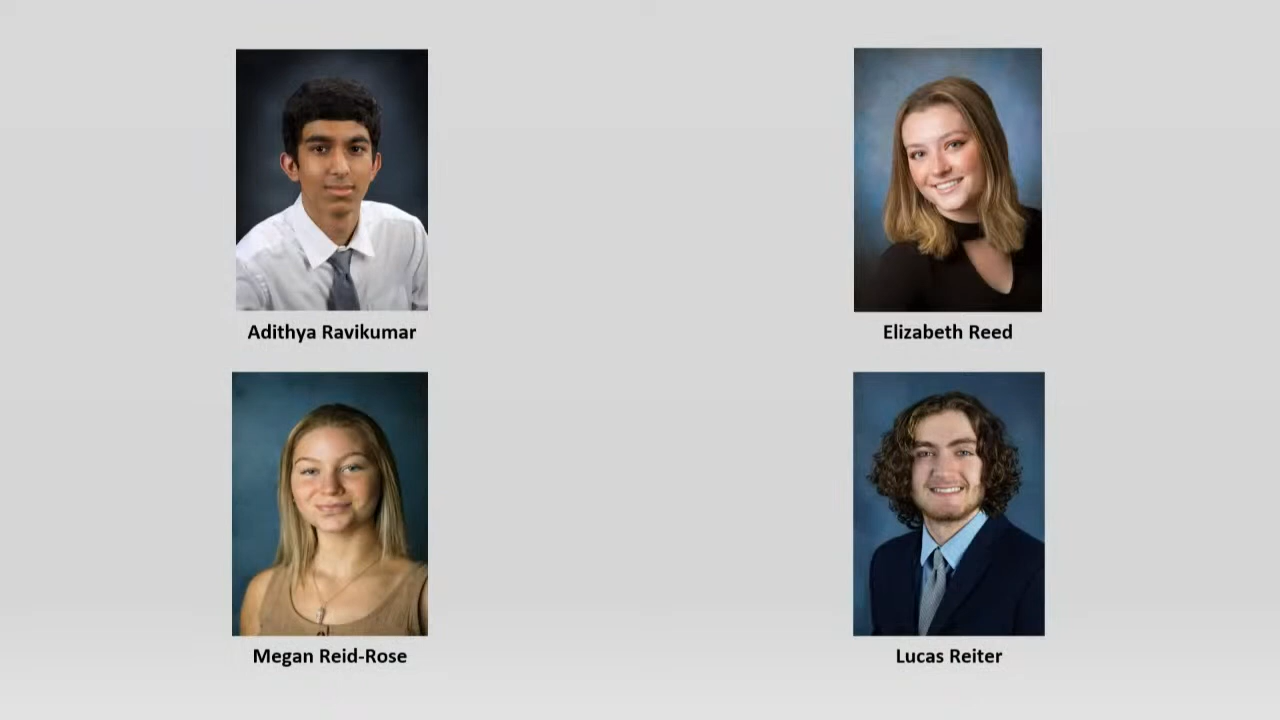 Adithya Ravikumar
Elizabeth Reed
Megan Reid-Rose
Lucas Reiter